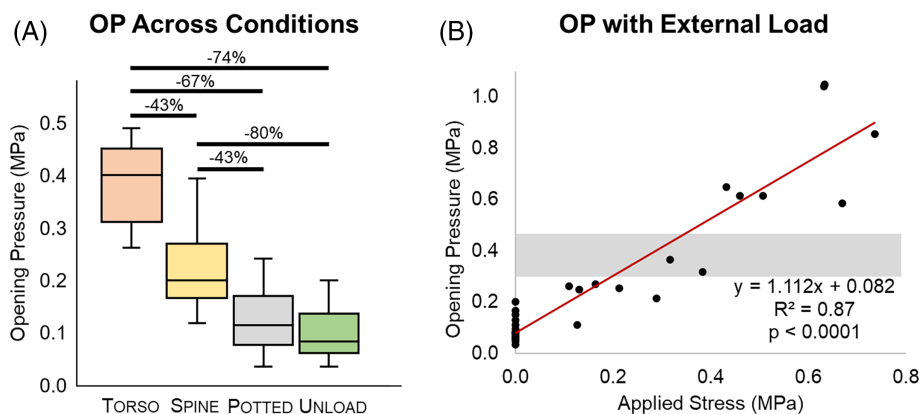 (A)
OP Across Conditions
-74%
-67%
-43%
-80%
-43%
Opening Pressure (MPa)
0.5
0.4
0.3
0.2
0.1
0.0
TORSO SPINE POTTED UNLOAD
(B)
OP with External Load
Opening Pressure (MPa)
1.0
0.8
0.6
0.4
0.2
0.0
y = 1.112x + 0.082
R² = 0.87
p < 0.0001
0.0 0.2 0.4 0.6 0.8
Applied Stress (MPa)